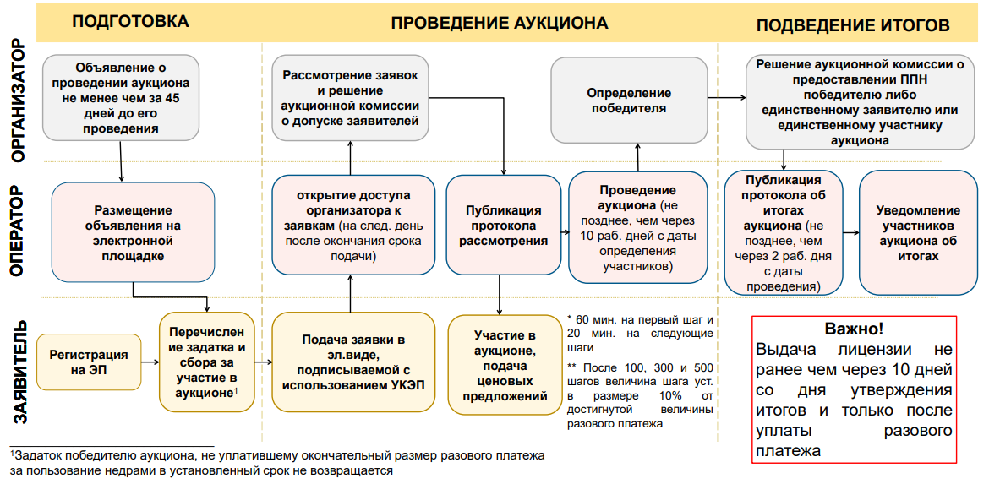 ПОДГОТОВКА
ПРОВЕДЕНИЕ АУКЦИОНА
ПОДВЕДЕНИЕ ИТОГОВ
ОРГАНИЗАТОР
Объявление о
проведении аукциона
не менее чем за 45
дней до его
проведения
Рассмотрение заявок
и решение
аукционной комиссии
о допуске заявителей
Определение
победителя
Решение аукционной комиссии о
предоставлении ППН
победителю либо
единственному заявителю или
единственному участнику
аукциона
ОПЕРАТОР
Размещение
объявления на
электронной
площадке
открытие доступа
организатора к
заявкам (на след. день
после окончания срока
подачи)
Публикация
протокола
рассмотрения
Проведение
аукциона (не
позднее, чем через
10 раб. дней с даты
определения
участников)
Публикация
протокола об
итогах
аукциона (не
позднее, чем
через 2 раб. дня
с даты
проведения)
Уведомление
участников
аукциона об
итогах
ЗАЯВИТЕЛЬ
Регистрация
на ЭП
Перечислен
ие задатка и
сбора за
участие в
аукционе¹
Подача заявки в
эл.виде,
подписываемой с
использованием УКЭП
Участие в
аукционе,
подача
ценовых
предложений
* 60 мин. на первый шаг и
20 мин. на следующие
шаги
** После 100, 300 и 500
шагов величина шага уст.
в размере 10% от
достигнутой величины
разового платежа
Важно!
Выдача лицензии не
ранее чем через 10 дней
со дня утверждения
итогов и только после
уплаты разового
платежа
¹Задаток победителю аукциона, не уплатившему окончательный размер разового платежа
за пользование недрами в установленный срок не возвращается